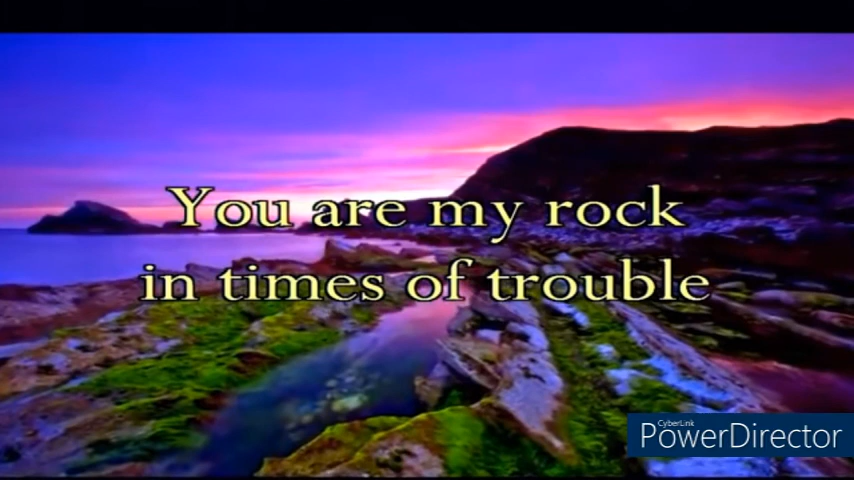 You are my rock
in times of trouble
CyberLink
PowerDirector